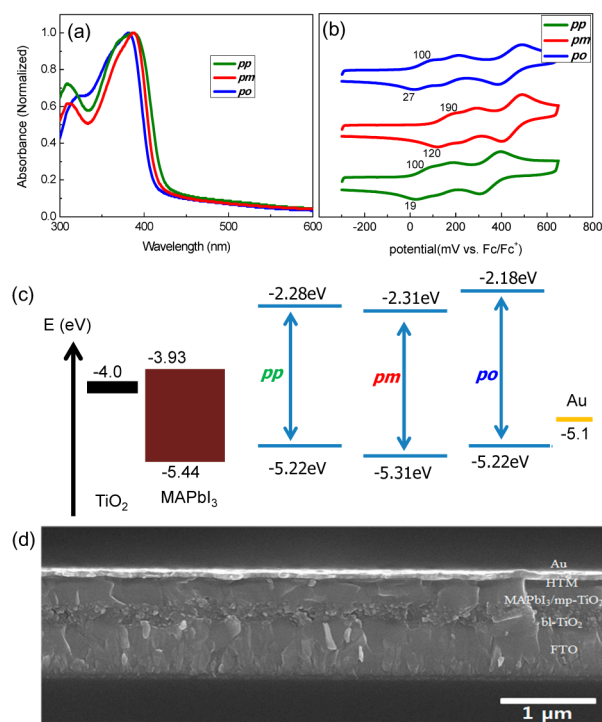 (a)
pp
pm
po
Absorbance (Normalized)
1.0
0.8
0.6
0.4
0.2
0.0
300
400
500
600
Wavelength (nm)
(b)
pp
pm
po
100
27
190
120
100
19
-200
0
200
400
600
800
potential(mV vs. Fc/Fc⁺)
(c)
E (eV)
-4.0
TiO₂
-3.93
-5.44
MAPbI₃
-2.28eV
pp
-5.22eV
-2.31eV
pm
-5.31eV
-2.18eV
po
-5.22eV
Au
-5.1
(d)
Au
HTM
MAPbI₃/mp-TiO₂
bl-TiO₂
FTO
1 µm